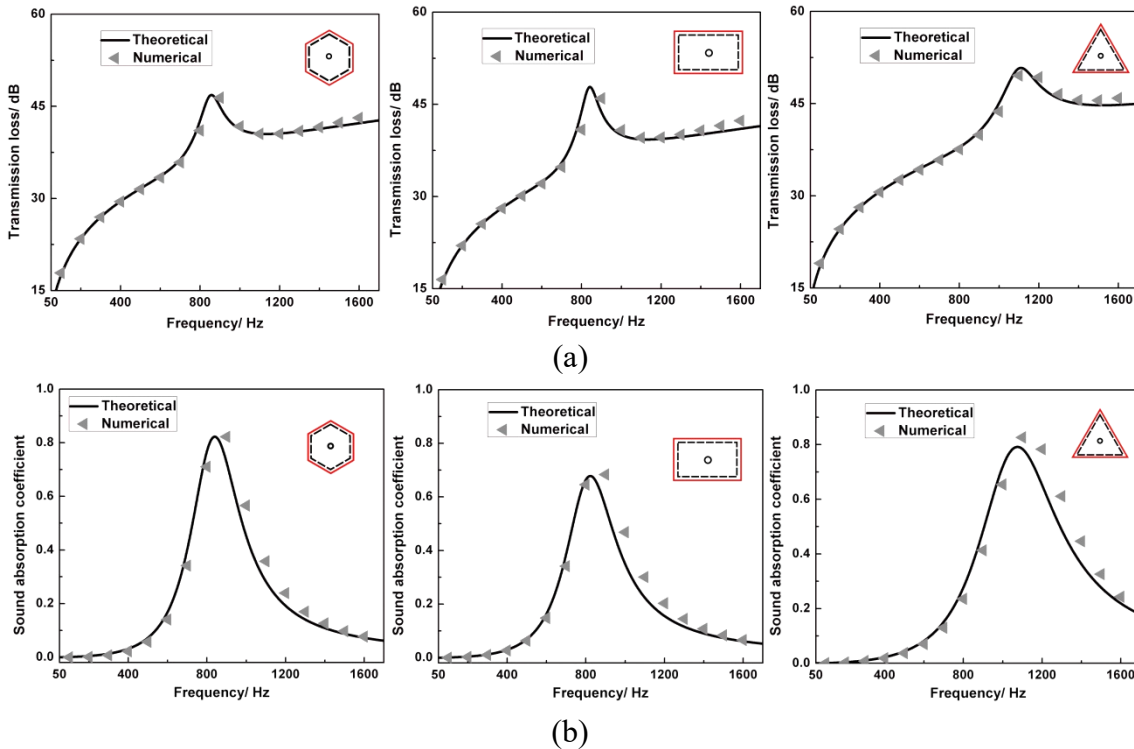 60
45
30
15
Transmission loss/ dB
Theoretical
Numerical
50 400 800 1200 1600
Frequency/ Hz
60
45
30
15
Transmission loss/ dB
Theoretical
Numerical
50 400 800 1200 1600
Frequency/ Hz
60
45
30
15
Transmission loss/ dB
Theoretical
Numerical
50 400 800 1200 1600
Frequency/ Hz
(a)
1.0
0.8
0.6
0.4
0.2
0.0
Sound absorption coefficient
Theoretical
Numerical
50 400 800 1200 1600
Frequency/ Hz
1.0
0.8
0.6
0.4
0.2
0.0
Sound absorption coefficient
Theoretical
Numerical
50 400 800 1200 1600
Frequency/ Hz
1.0
0.8
0.6
0.4
0.2
0.0
Sound absorption coefficient
Theoretical
Numerical
50 400 800 1200 1600
Frequency/ Hz
(b)